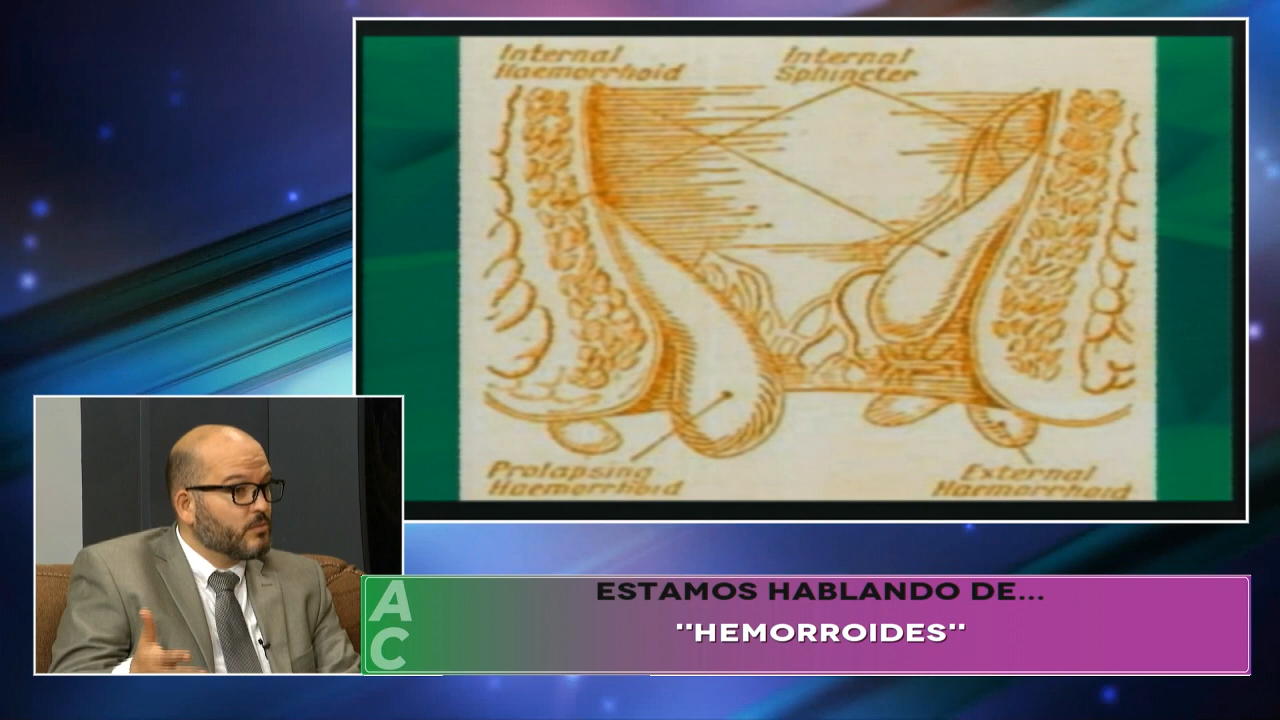 Internal
Haemorrhoid
Internal
Sphincter
Prolapsing
Haemorrhoid
External
Haemorrhoid
AC
ESTAMOS HABLANDO DE...
"HEMORROIDES"